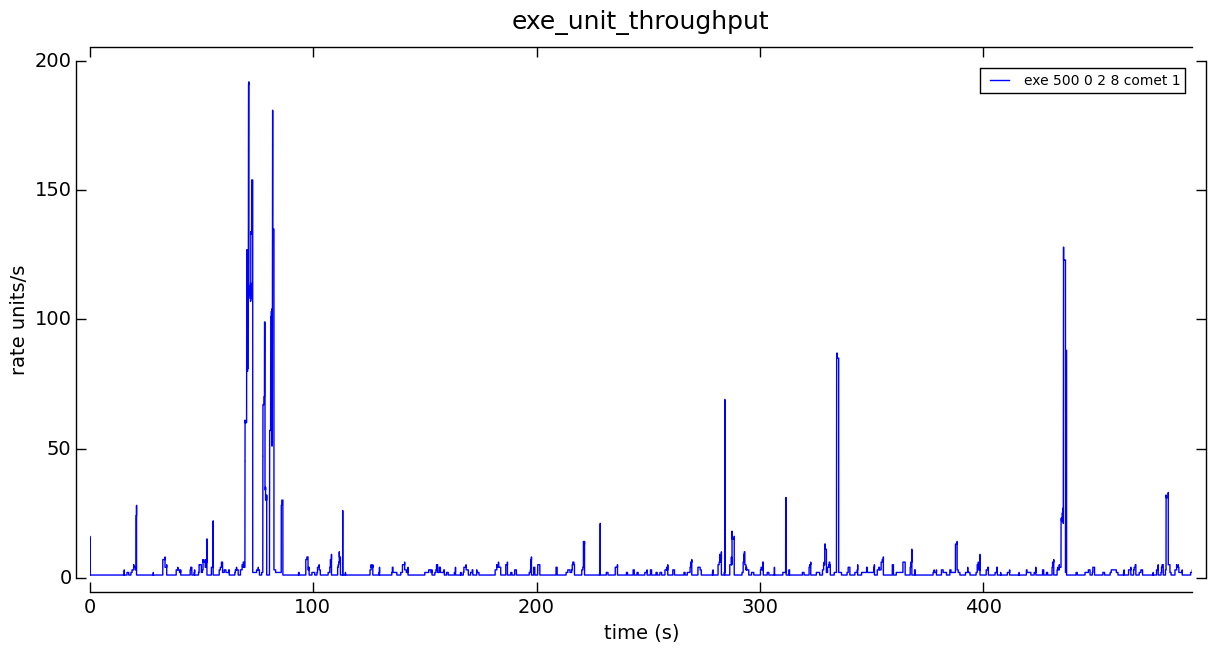 exe_unit_throughput
exe 500 0 2 8 comet 1
rate units/s
200
150
100
50
0
0 100 200 300 400
time (s)